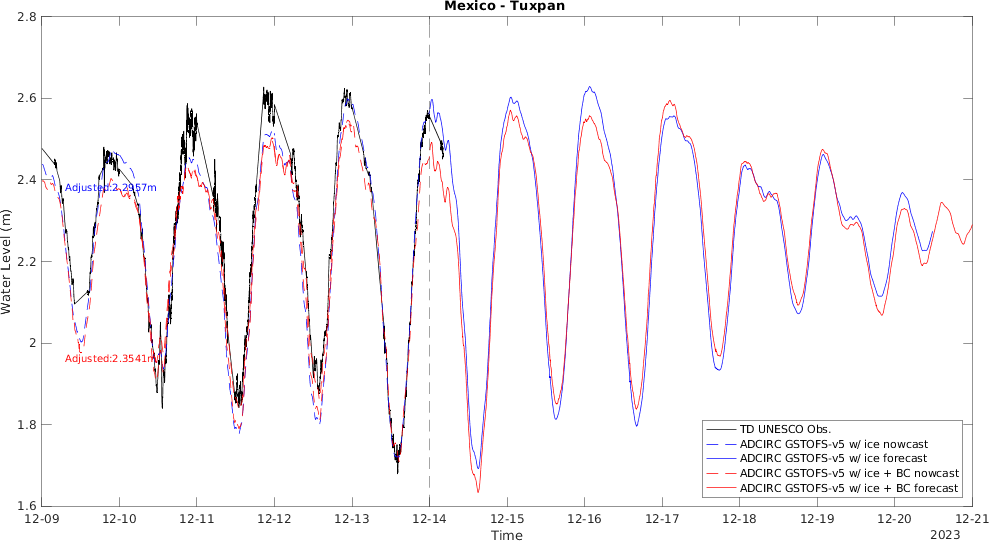 Mexico - Tuxpan
2.8
2.6
2.4
2.2
2
1.8
1.6
Water Level (m)
Adjusted:2.2957m
Adjusted:2.3541m
TD UNESCO Obs.
ADCIRC GSTOFS-v5 w/ ice nowcast
ADCIRC GSTOFS-v5 w/ ice forecast
ADCIRC GSTOFS-v5 w/ ice + BC nowcast
ADCIRC GSTOFS-v5 w/ ice + BC forecast
12-09 12-10 12-11 12-12 12-13 12-14 12-15 12-16 12-17 12-18 12-19 12-20 12-21
Time
2023